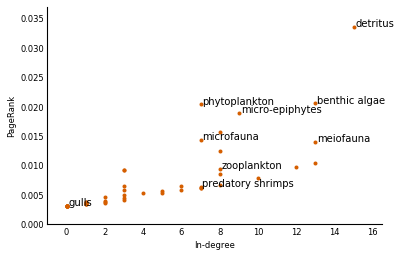 0.035
detritus
0.030
0.025
phytoplankton
benthic algae
0.020
micro-epiphytes
PageRank
0.015
microfauna
meiofauna
0.010
zooplankton
predatory shrimps
0.005
gulls
0.000
0 2 4 6 8 10 12 14 16
In-degree